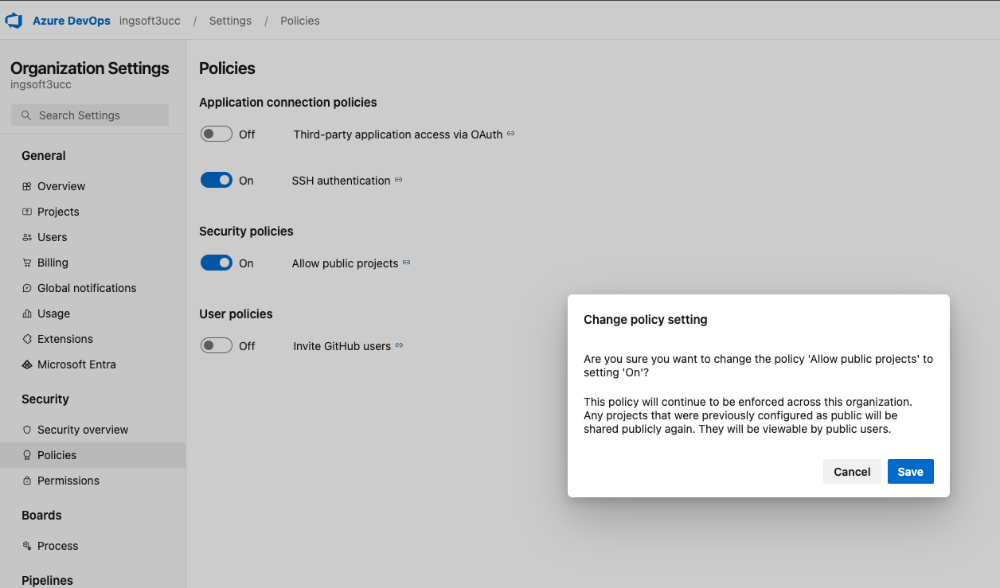 Azure DevOps ingsoft3ucc / Settings / Policies
Organization Settings
ingsoft3ucc
Search Settings
General
Overview
Projects
Users
Billing
Global notifications
Usage
Extensions
Microsoft Entra
Security
Security overview
Policies
Permissions
Boards
Process
Pipelines
Policies
Application connection policies
Off Third-party application access via OAuth
On SSH authentication
Security policies
On Allow public projects
User policies
Off Invite GitHub users
Change policy setting
Are you sure you want to change the policy 'Allow public projects' to
setting 'On'?
This policy will continue to be enforced across this organization.
Any projects that were previously configured as public will be
shared publicly again. They will be viewable by public users.
Cancel Save